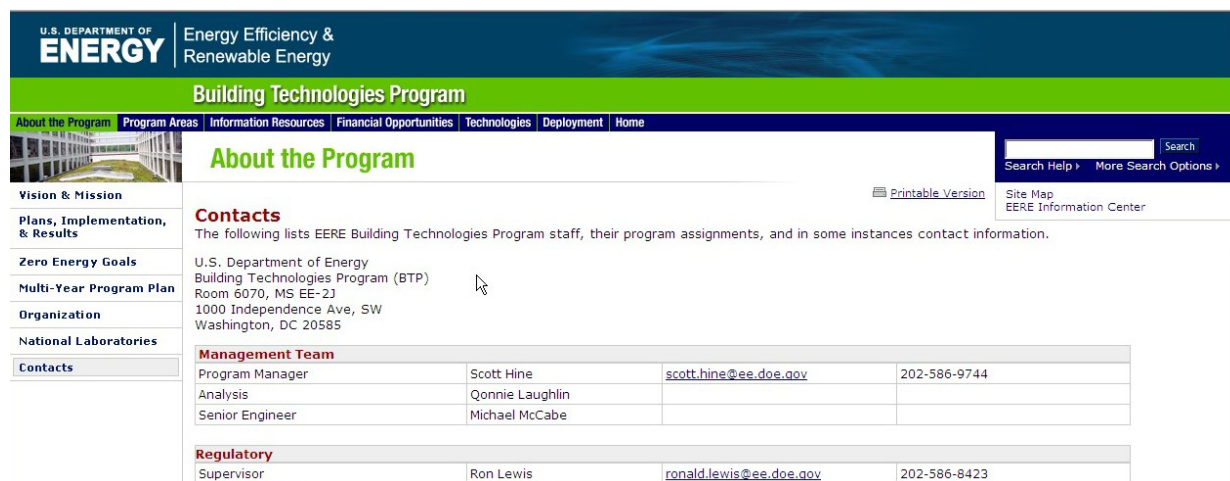 U.S. DEPARTMENT OF
ENERGY
Energy Efficiency &
Renewable Energy
Building Technologies Program
About the Program Program Areas Information Resources Financial Opportunities Technologies Deployment Home
About the Program
Search
Search Help More Search Options
Printable Version
Site Map
EERE Information Center
Vision & Mission
Plans, Implementation,
& Results
Zero Energy Goals
Multi-Year Program Plan
Organization
National Laboratories
Contacts
Contacts
The following lists EERE Building Technologies Program staff, their program assignments, and in some instances contact information.
U.S. Department of Energy
Building Technologies Program (BTP)
Room 6070, MS EE-2J
1000 Independence Ave, SW
Washington, DC 20585
Management Team
Program Manager Scott Hine scott.hine@ee.doe.gov 202-586-9744
Analysis Qonnie Laughlin
Senior Engineer Michael McCabe
Regulatory
Supervisor Ron Lewis ronald.lewis@ee.doe.gov 202-586-8423